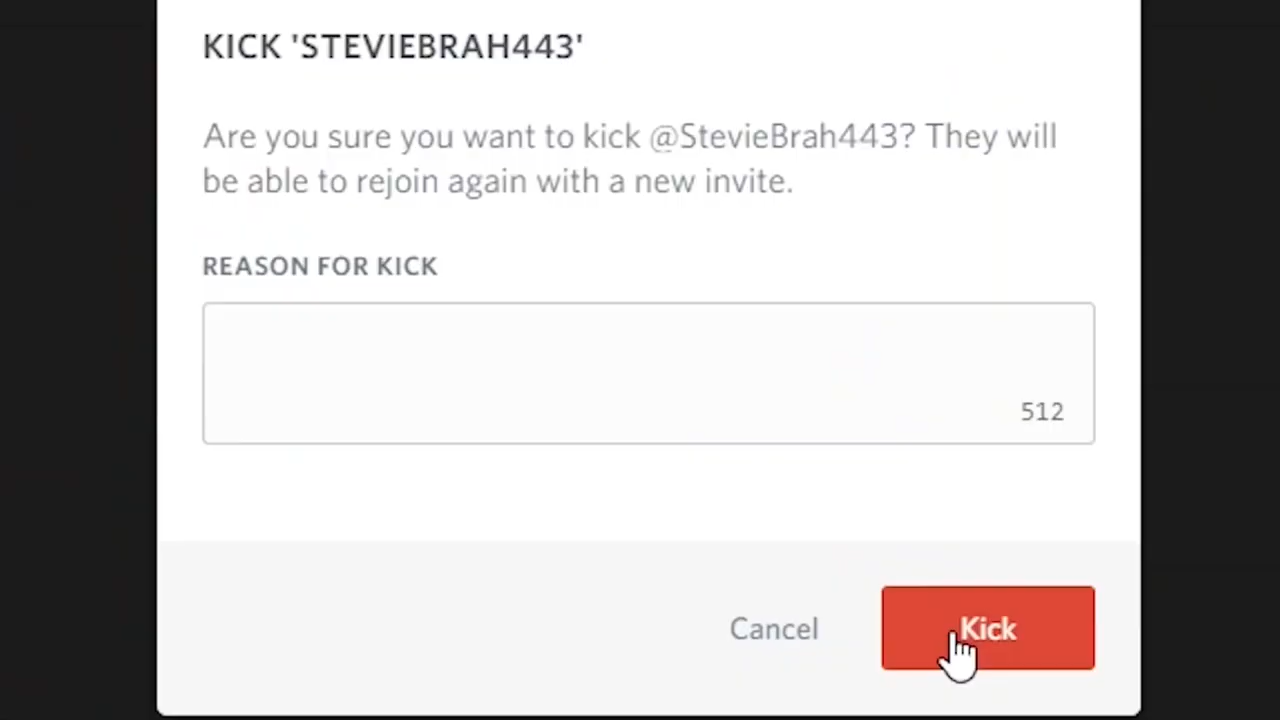 KICK 'STEVIEBRAH443'
Are you sure you want to kick @StevieBrah443? They will
be able to rejoin again with a new invite.
REASON FOR KICK
512
Cancel
Kick